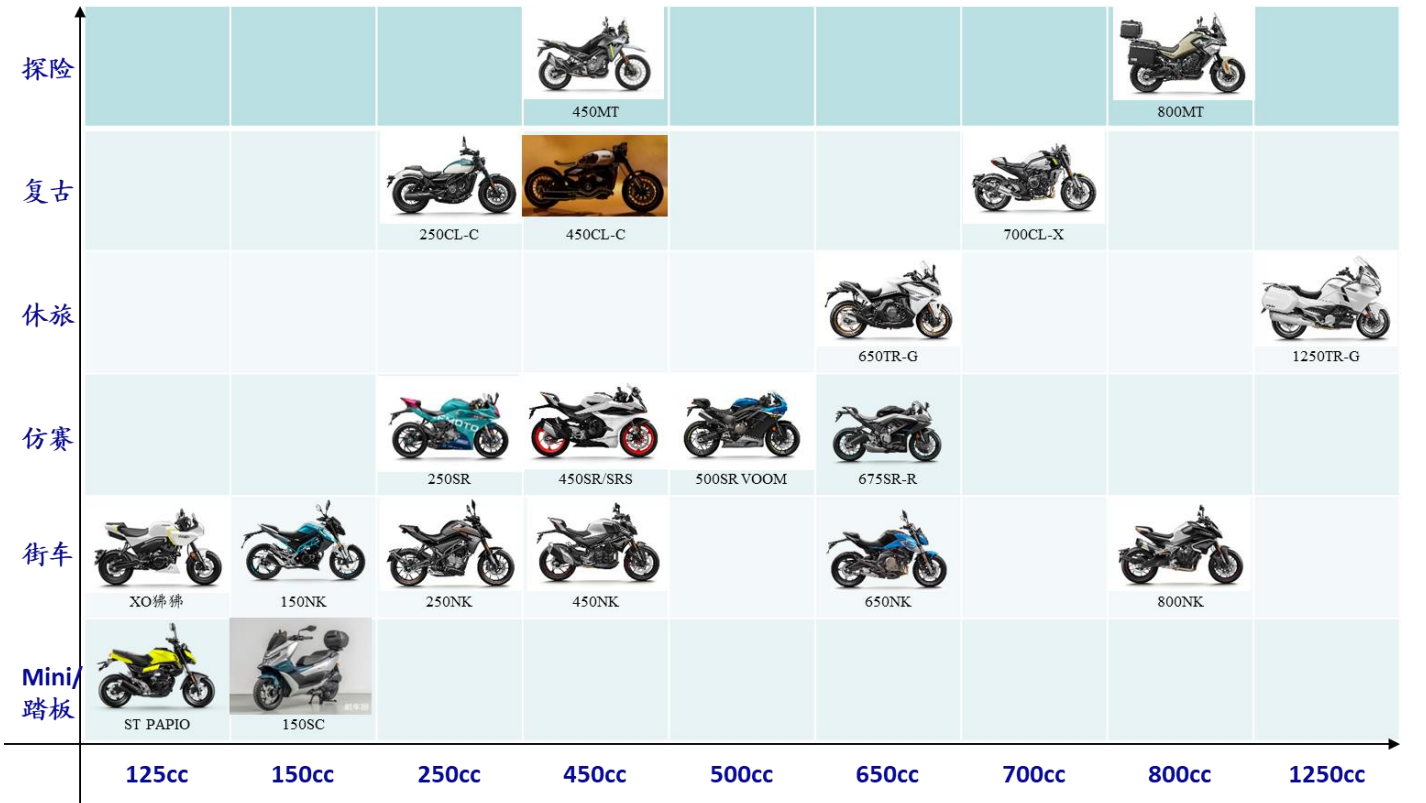 探险
450MT
800MT
复古
250CL-C
450CL-C
700CL-X
休旅
650TR-G
1250TR-G
仿赛
250SR
450SR/SRS
500SR VOOM
675SR-R
街车
XO狒狒
150NK
250NK
450NK
650NK
800NK
Mini/
踏板
ST PAPIO
150SC
125cc
150cc
250cc
450cc
500cc
650cc
700cc
800cc
1250cc